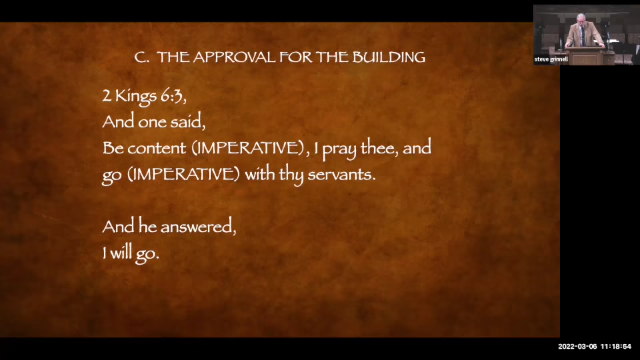 C. THE APPROVAL FOR THE BUILDING
2 Kings 6:3,
And one said,
Be content (IMPERATIVE), I pray thee, and
go (IMPERATIVE) with thy servants.
And he answered,
I will go.
steve grinnell
2022-03-06 11:18:54